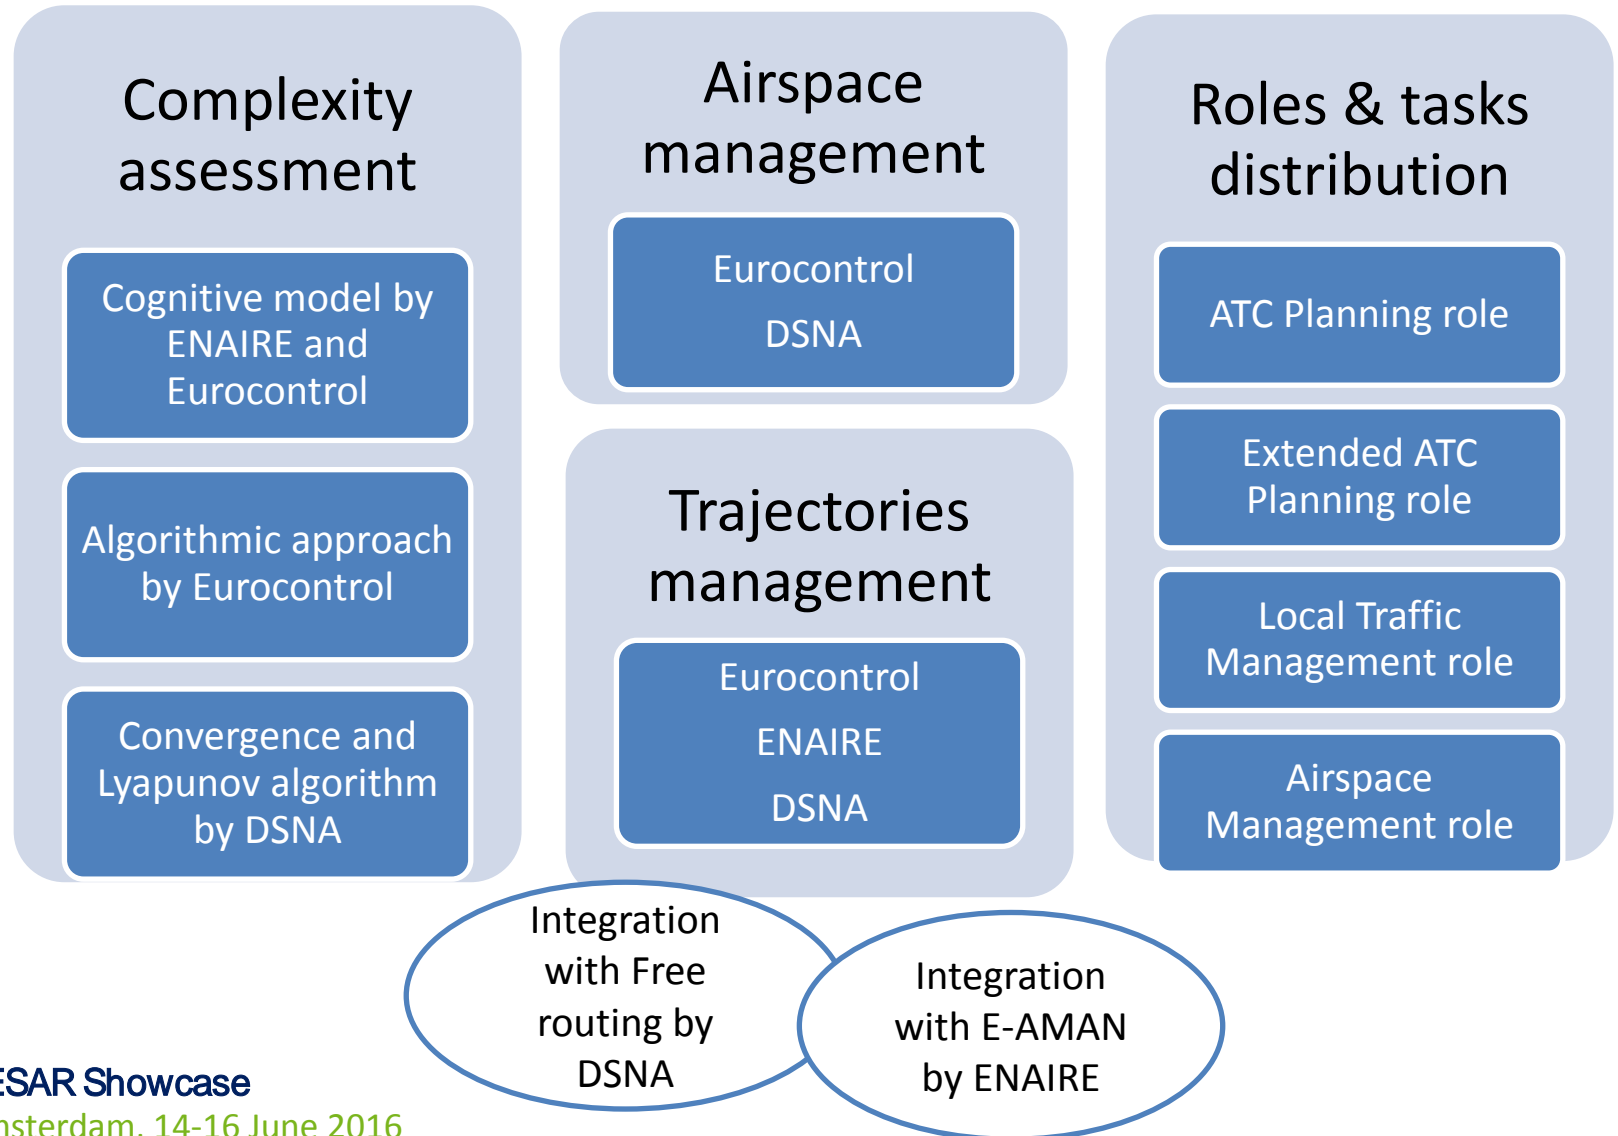 Complexity
assessment
Cognitive model by
ENAIRE and
Eurocontrol
Algorithmic approach
by Eurocontrol
Convergence and
Lyapunov algorithm
by DSNA
Airspace
management
Eurocontrol
DSNA
Trajectories
management
Eurocontrol
ENAIRE
DSNA
Roles & tasks
distribution
ATC Planning role
Extended ATC
Planning role
Local Traffic
Management role
Airspace
Management role
Integration
with Free
routing by
DSNA
Integration
with E-AMAN
by ENAIRE
ESAR Showcase
msterdam, 14-16 June 2016